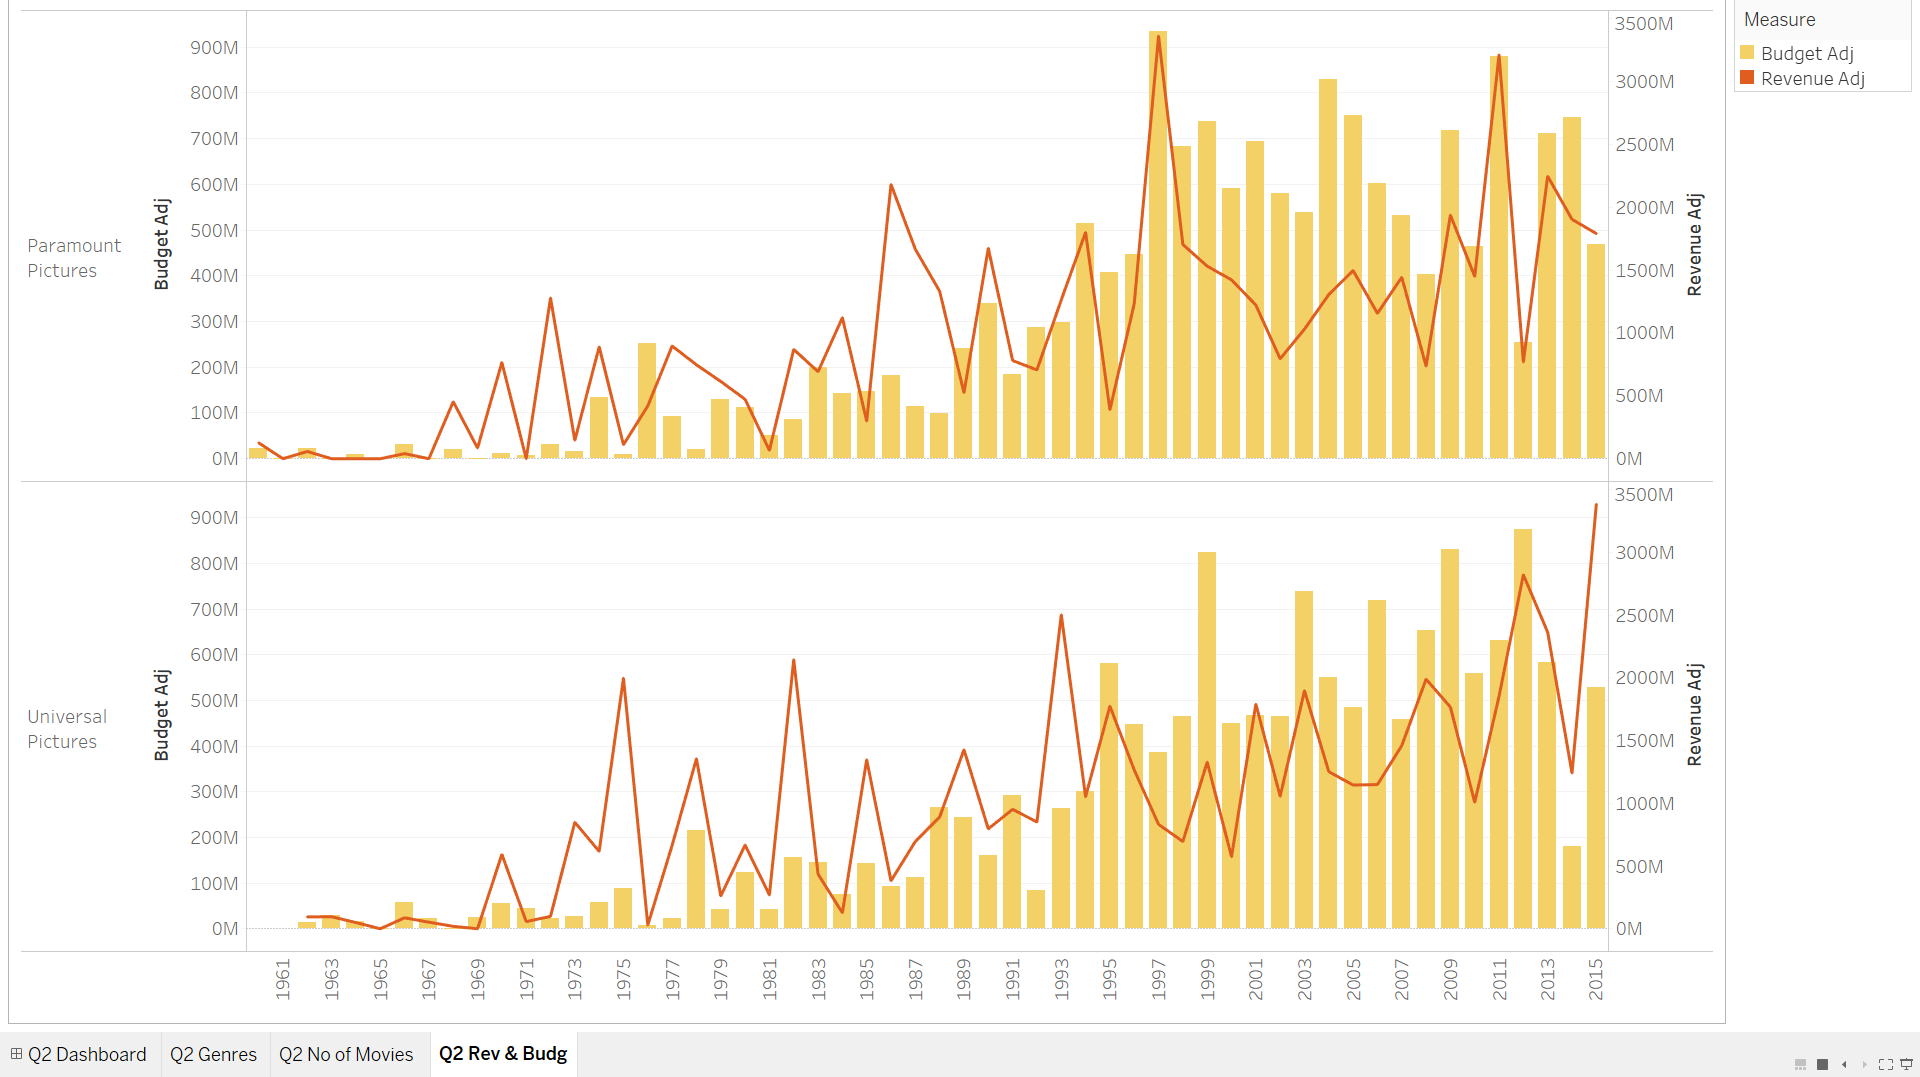 Measure
Budget Adj
Revenue Adj
Paramount
Pictures
Budget Adj
900M
800M
700M
600M
500M
400M
300M
200M
100M
0M
3500M
3000M
2500M
2000M
1500M
1000M
500M
0M
Revenue Adj
Universal
Pictures
Budget Adj
900M
800M
700M
600M
500M
400M
300M
200M
100M
0M
3500M
3000M
2500M
2000M
1500M
1000M
500M
0M
Revenue Adj
1961 1963 1965 1967 1969 1971 1973 1975 1977 1979 1981 1983 1985 1987 1989 1991 1993 1995 1997 1999 2001 2003 2005 2007 2009 2011 2013 2015
Q2 Dashboard Q2 Genres Q2 No of Movies Q2 Rev & Budg